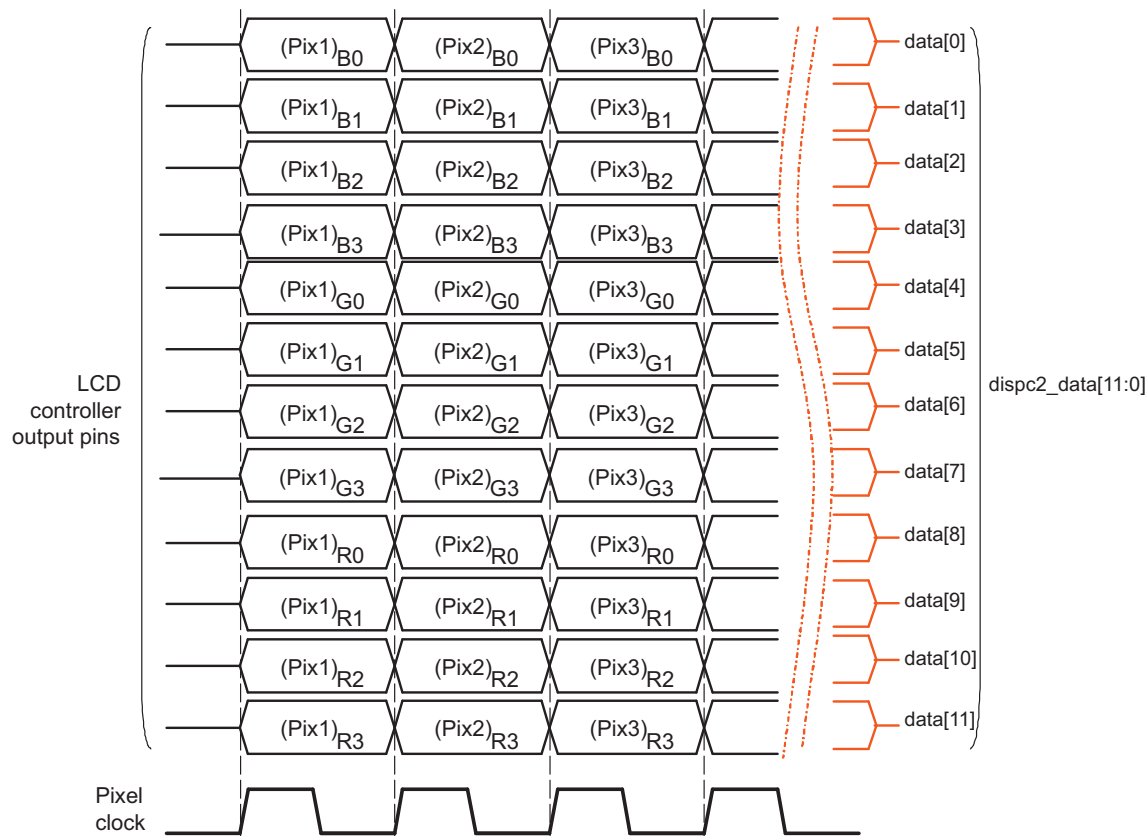 (Pix1)B0 (Pix2)B0 (Pix3)B0 data[0]
(Pix1)B1 (Pix2)B1 (Pix3)B1 data[1]
(Pix1)B2 (Pix2)B2 (Pix3)B2 data[2]
(Pix1)B3 (Pix2)B3 (Pix3)B3 data[3]
(Pix1)G0 (Pix2)G0 (Pix3)G0 data[4]
(Pix1)G1 (Pix2)G1 (Pix3)G1 data[5]
LCD
controller
output pins
dispc2_data[11:0]
(Pix1)G2 (Pix2)G2 (Pix3)G2 data[6]
(Pix1)G3 (Pix2)G3 (Pix3)G3 data[7]
(Pix1)R0 (Pix2)R0 (Pix3)R0 data[8]
(Pix1)R1 (Pix2)R1 (Pix3)R1 data[9]
(Pix1)R2 (Pix2)R2 (Pix3)R2 data[10]
(Pix1)R3 (Pix2)R3 (Pix3)R3 data[11]
Pixel
clock